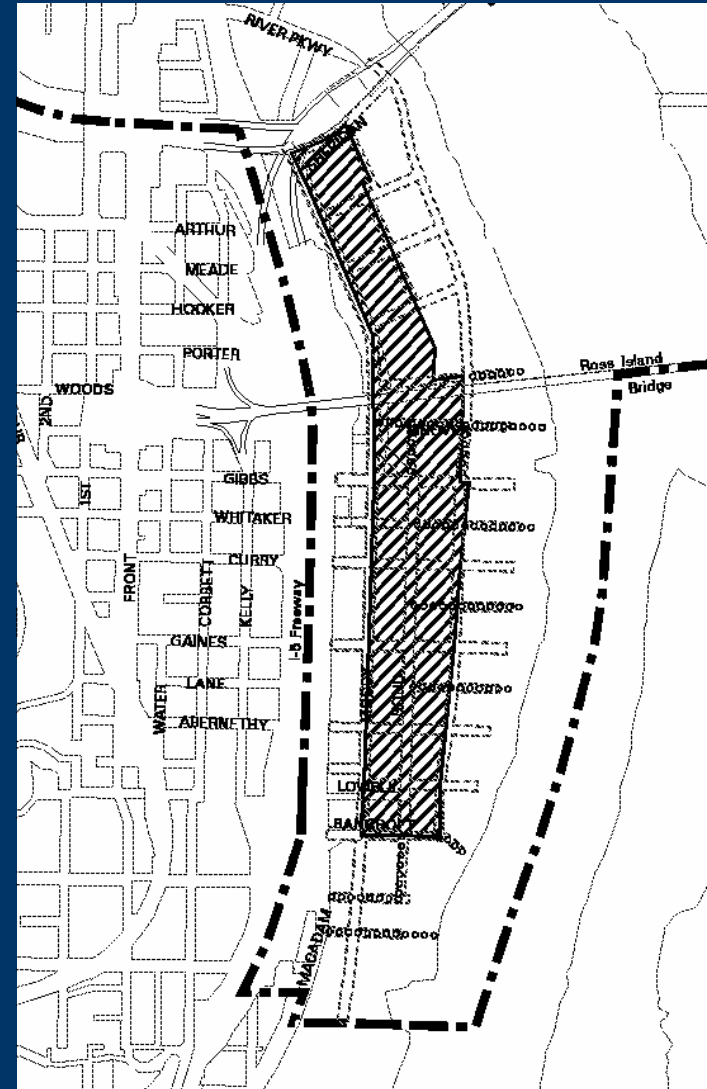 RIVER PKWY
SHERIDAN
ARTHUR
MEADE
HOOKER
PORTER
Ross Island
Bridge
WOODS
2ND
GIBBS
1ST
WHITAKER
CURRY
FRONT
CORBETT
KELLY
I-5 Freeway
GAINES
LANE
WATER
ABERNETHY
BOND
LOWELL
BANCROFT
MACADAM